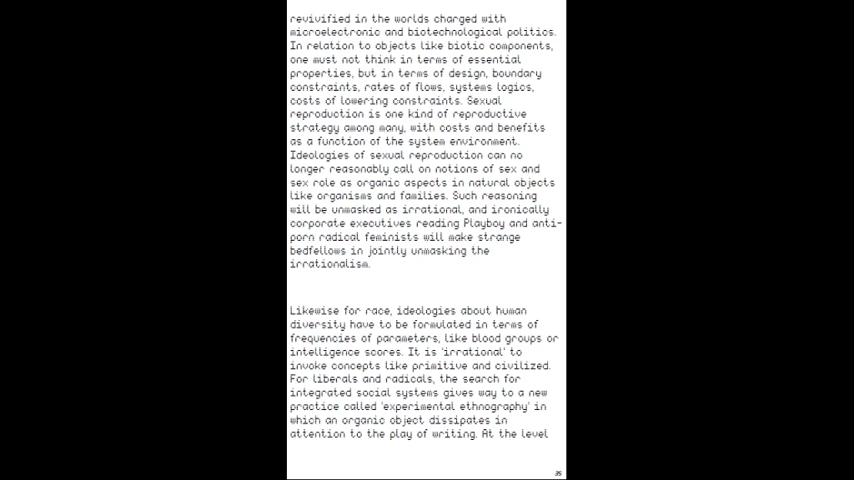 revivified in the worlds charged with
microelectronic and biotechnological politics.
In relation to objects like biotic components,
one must not think in terms of essential
properties, but in terms of design, boundary
constraints, rates of flows, systems logics,
costs of lowering constraints. Sexual
reproduction is one kind of reproductive
strategy among many, with costs and benefits
as a function of the system environment.
Ideologies of sexual reproduction can no
longer reasonably call on notions of sex and
sex role as organic aspects in natural objects
like organisms and families. Such reasoning
will be unmasked as irrational, and ironically
corporate executives reading Playboy and anti-
porn radical feminists will make strange
bedfellows in jointly unmasking the
irrationalism.
Likewise for race, ideologies about human
diversity have to be formulated in terms of
frequencies of parameters, like blood groups or
intelligence scores. It is 'irrational' to
invoke concepts like primitive and civilized.
For liberals and radicals, the search for
integrated social systems gives way to a new
practice called 'experimental ethnography' in
which an organic object dissipates in
attention to the play of writing. At the level
35